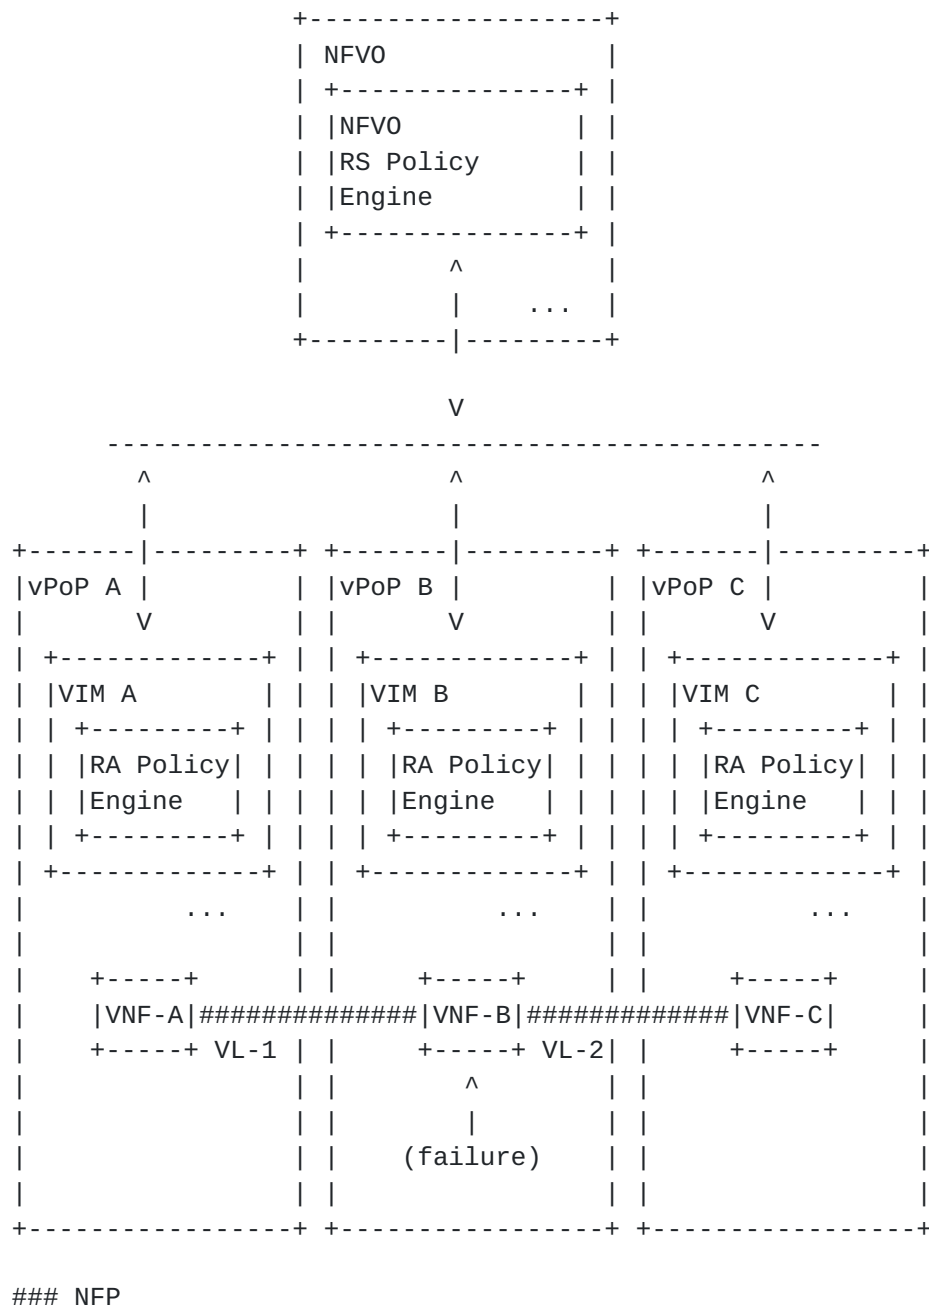 +-------------------+
| NFVO              |
| +---------------+ |
| |NFVO           | |
| |RS Policy      | |
| |Engine         | |
| +---------------+ |
|         ^         |
|         |    ...  |
+---------|---------+
V
----------------------------------------------
^                   ^                   ^
|                   |                   |
+-------|---------+ +-------|---------+ +-------|---------+
|vPoP A |         | |vPoP B |         | |vPoP C |         |
|       V         | |       V         | |       V         |
| +-------------+ | | +-------------+ | | +-------------+ |
| |VIM A        | | | |VIM B        | | | |VIM C        | |
| | +---------+ | | | | +---------+ | | | | +---------+ | |
| | |RA Policy| | | | | |RA Policy| | | | | |RA Policy| | |
| | |Engine   | | | | | |Engine   | | | | | |Engine   | | |
| | +---------+ | | | | +---------+ | | | | +---------+ | |
| +-------------+ | | +-------------+ | | +-------------+ |
|          ...    | |          ...    | |          ...    |
|                 | |                 | |                 |
|    +-----+      | |     +-----+     | |     +-----+     |
|    |VNF-A|##############|VNF-B|#############|VNF-C|     |
|    +-----+ VL-1 | |     +-----+ VL-2| |     +-----+     |
|                 | |        ^        | |                 |
|                 | |        |        | |                 |
|                 | |    (failure)    | |                 |
|                 | |                 | |                 |
+-----------------+ +-----------------+ +-----------------+
### NFP